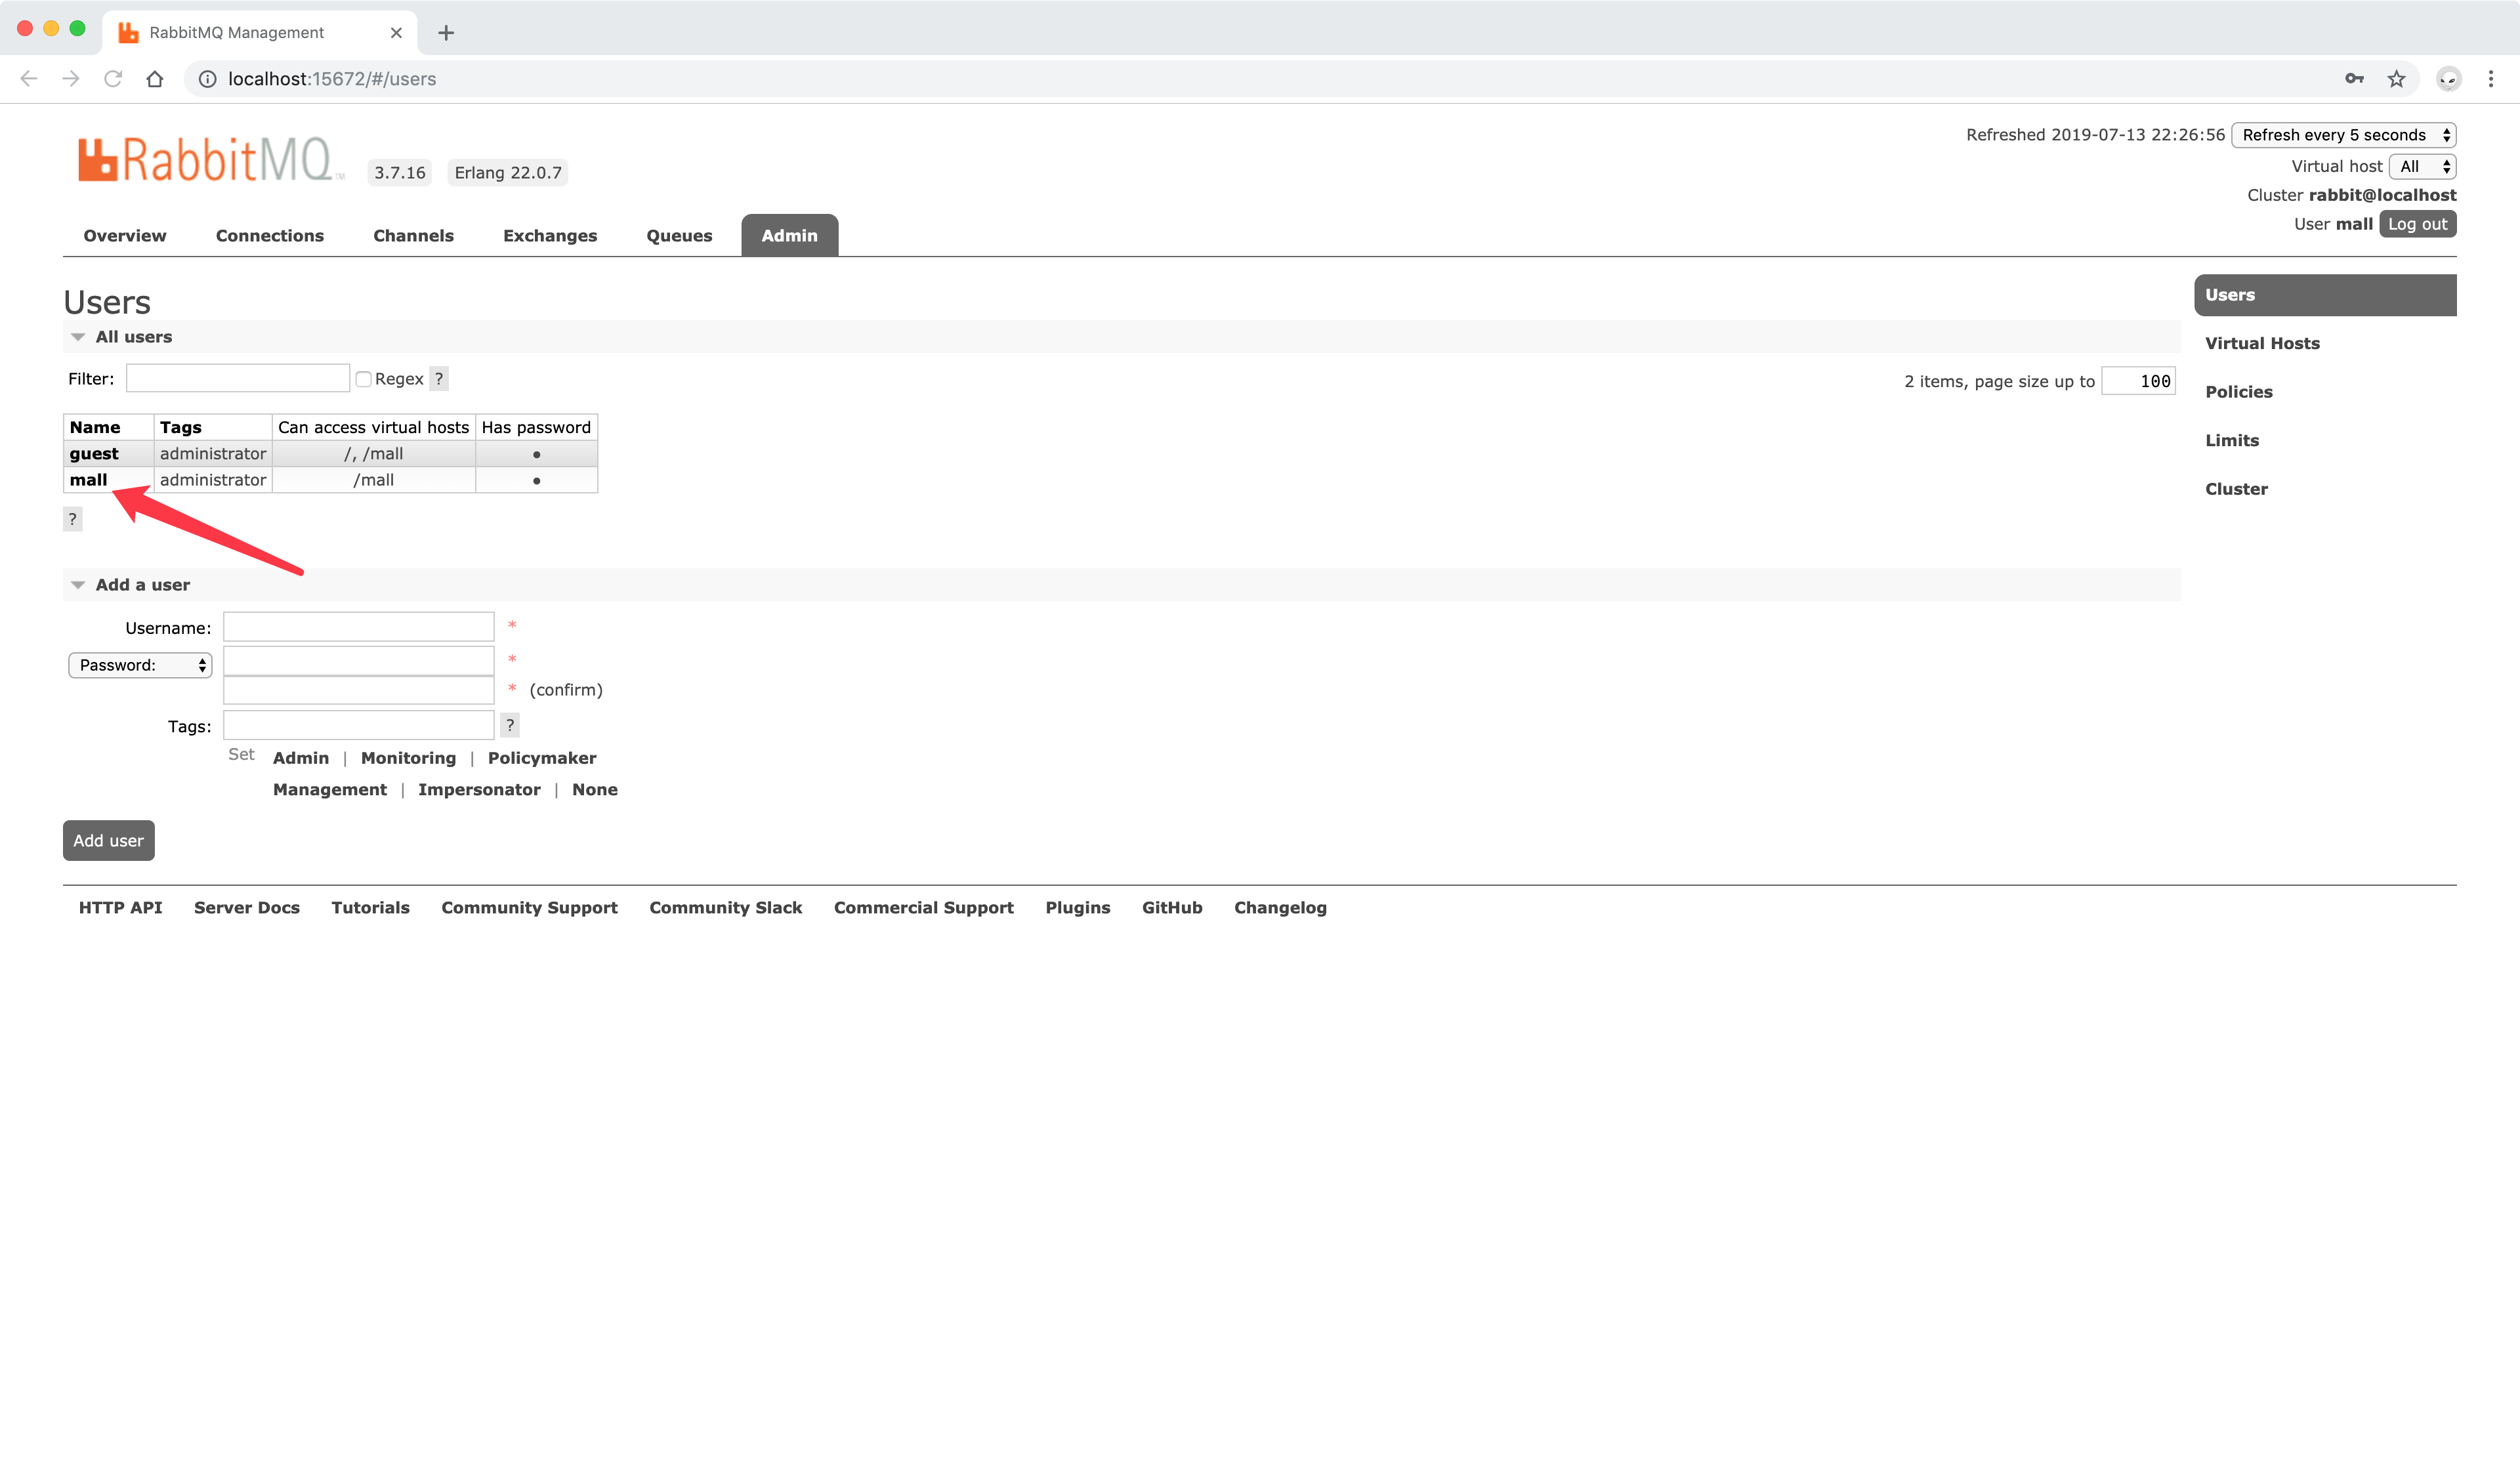 RabbitMQ Management
localhost:15672/#/users
RabbitMQ™ 3.7.16 Erlang 22.0.7
Refreshed 2019-07-13 22:26:56 Refresh every 5 seconds
Virtual host All
Cluster rabbit@localhost
User mall Log out
Overview Connections Channels Exchanges Queues Admin
Users
All users
Filter: Regex ?
2 items, page size up to 100
Name Tags Can access virtual hosts Has password
guest administrator /, /mall ●
mall administrator /mall ●
?
Add a user
Username: *
Password: *
* (confirm)
Tags: ?
Set Admin | Monitoring | Policymaker
Management | Impersonator | None
Add user
Users
Virtual Hosts
Policies
Limits
Cluster
HTTP API Server Docs Tutorials Community Support Community Slack Commercial Support Plugins GitHub Changelog